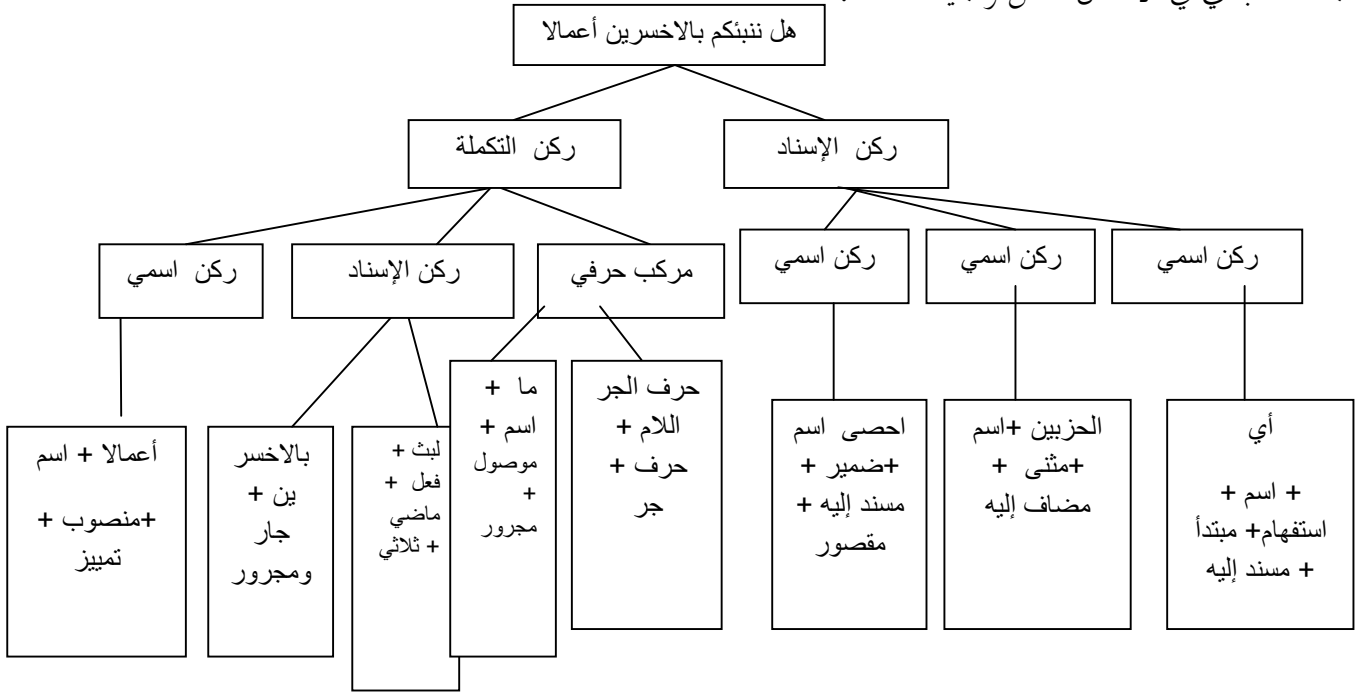 هل ننبئكم بالاخسرين أعمالا
ركن الإسناد
ركن التكملة
ركن اسمي
ركن اسمي
ركن اسمي
مركب حرفي
ركن الإسناد
ركن اسمي
أي
+ اسم +
استفهام+ مبتدأ
+ مسند إليه
الحزبين +اسم
+مثنى +
مضاف إليه
احصى اسم
+ضمير +
مسند إليه +
مقصور
حرف الجر
اللام +
حرف +
جر
ما +
اسم +
موصول
+
مجرور
لبث +
فعل +
ماضي
+ ثلاثي
بالاخسر
ين +
جار
ومجرور
أعمالا + اسم
+منصوب +
تمييز